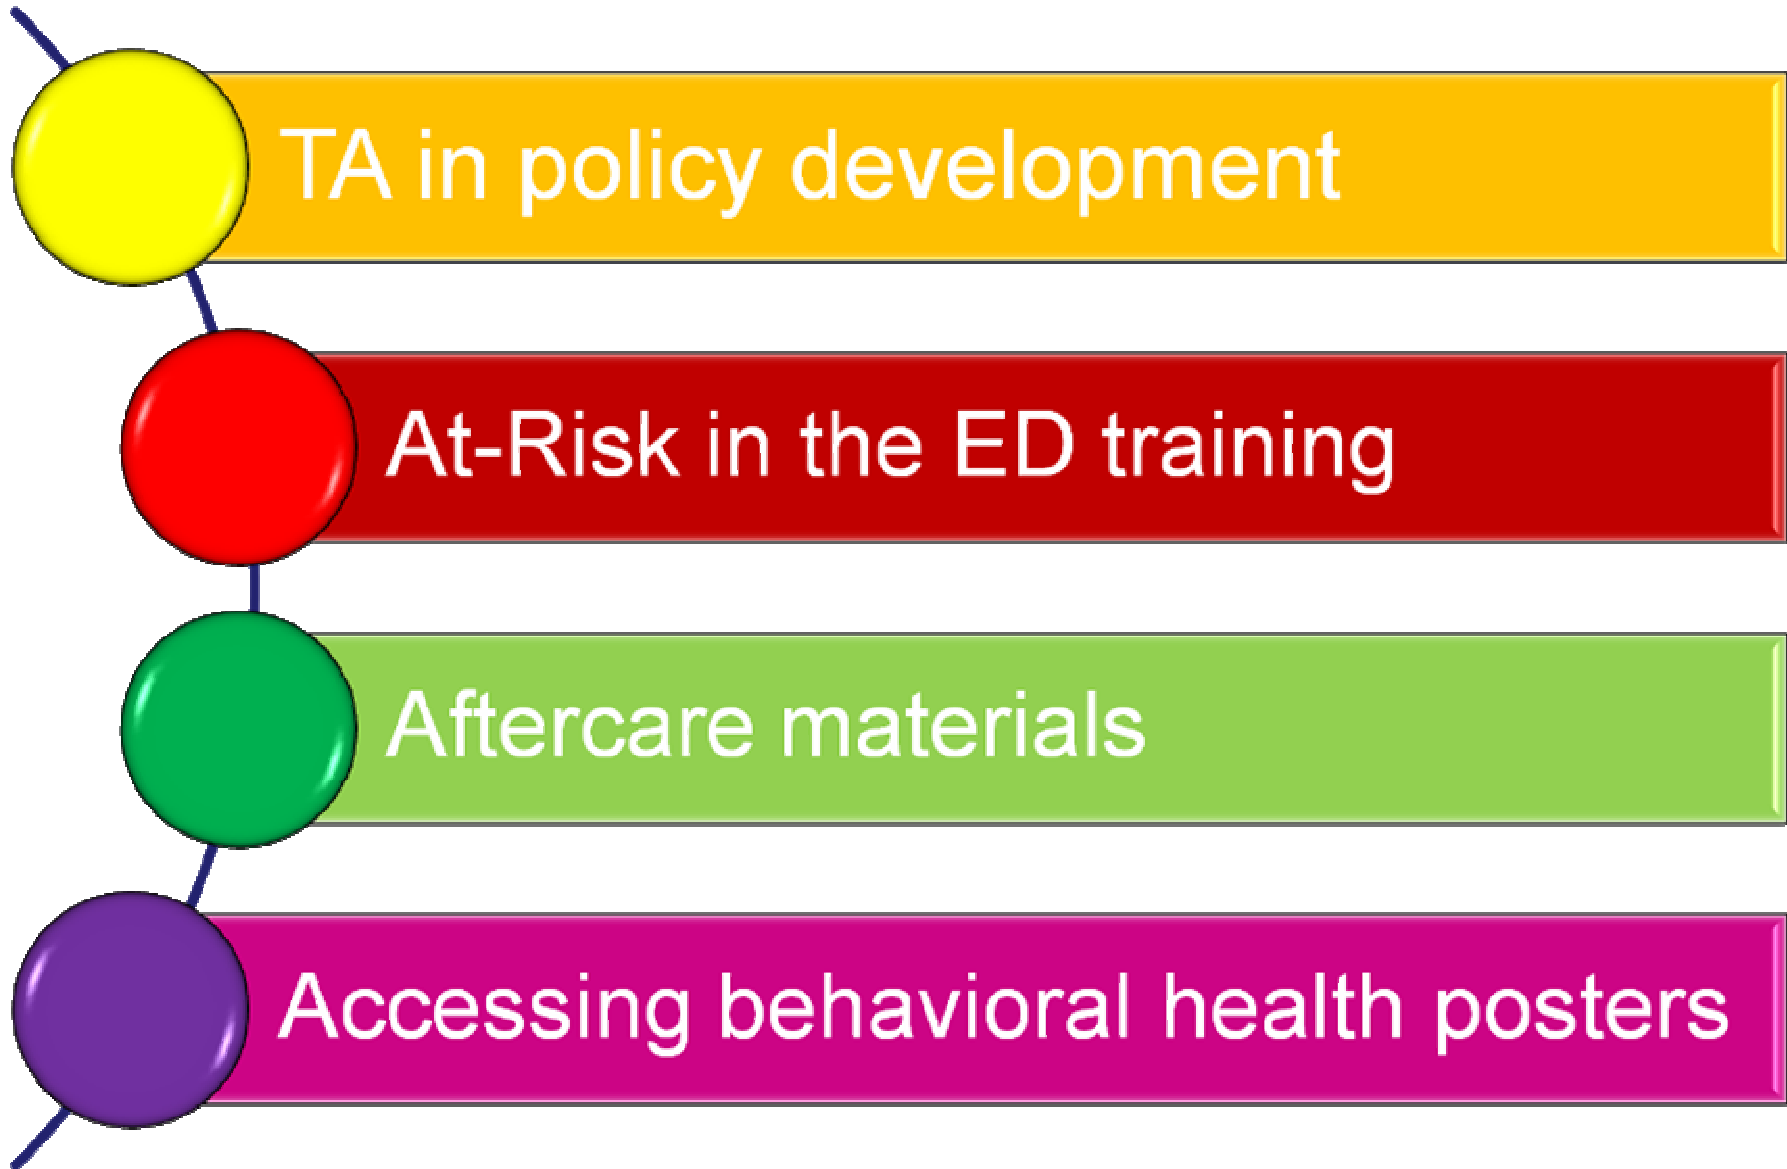 TA in policy development
At-Risk in the ED training
Aftercare materials
Accessing behavioral health posters